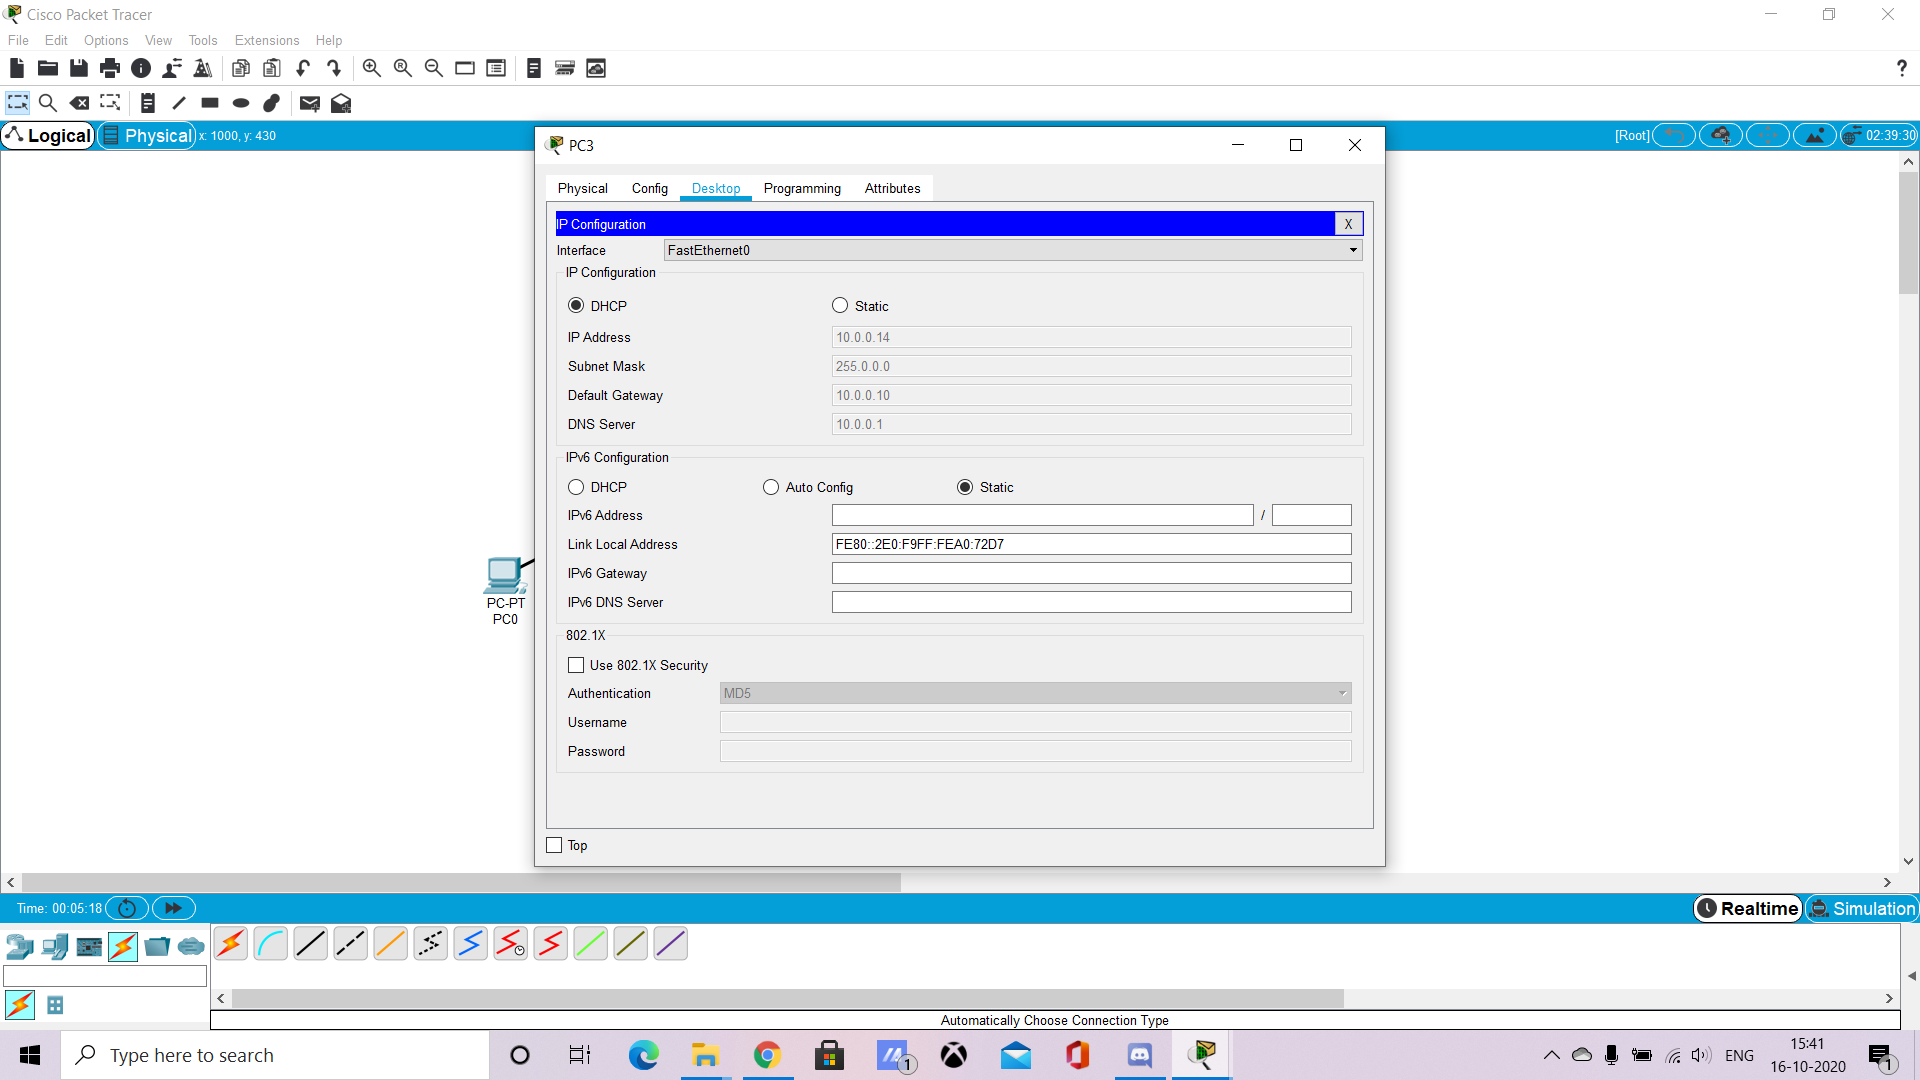 Cisco Packet Tracer
File Edit Options View Tools Extensions Help
?
Logical Physical x: 1000, y: 430 [Root] 02:39:30
PC3
Physical Config Desktop Programming Attributes
IP Configuration X
Interface FastEthernet0
IP Configuration
DHCP Static
IP Address 10.0.0.14
Subnet Mask 255.0.0.0
Default Gateway 10.0.0.10
DNS Server 10.0.0.1
IPv6 Configuration
DHCP Auto Config Static
IPv6 Address /
Link Local Address FE80::2E0:F9FF:FEA0:72D7
IPv6 Gateway
IPv6 DNS Server
PC-PT
PC0
802.1X
Use 802.1X Security
Authentication MD5
Username
Password
Top
Time: 00:05:18 Realtime Simulation
Automatically Choose Connection Type
Type here to search 1 ENG 15:41
16-10-2020 1